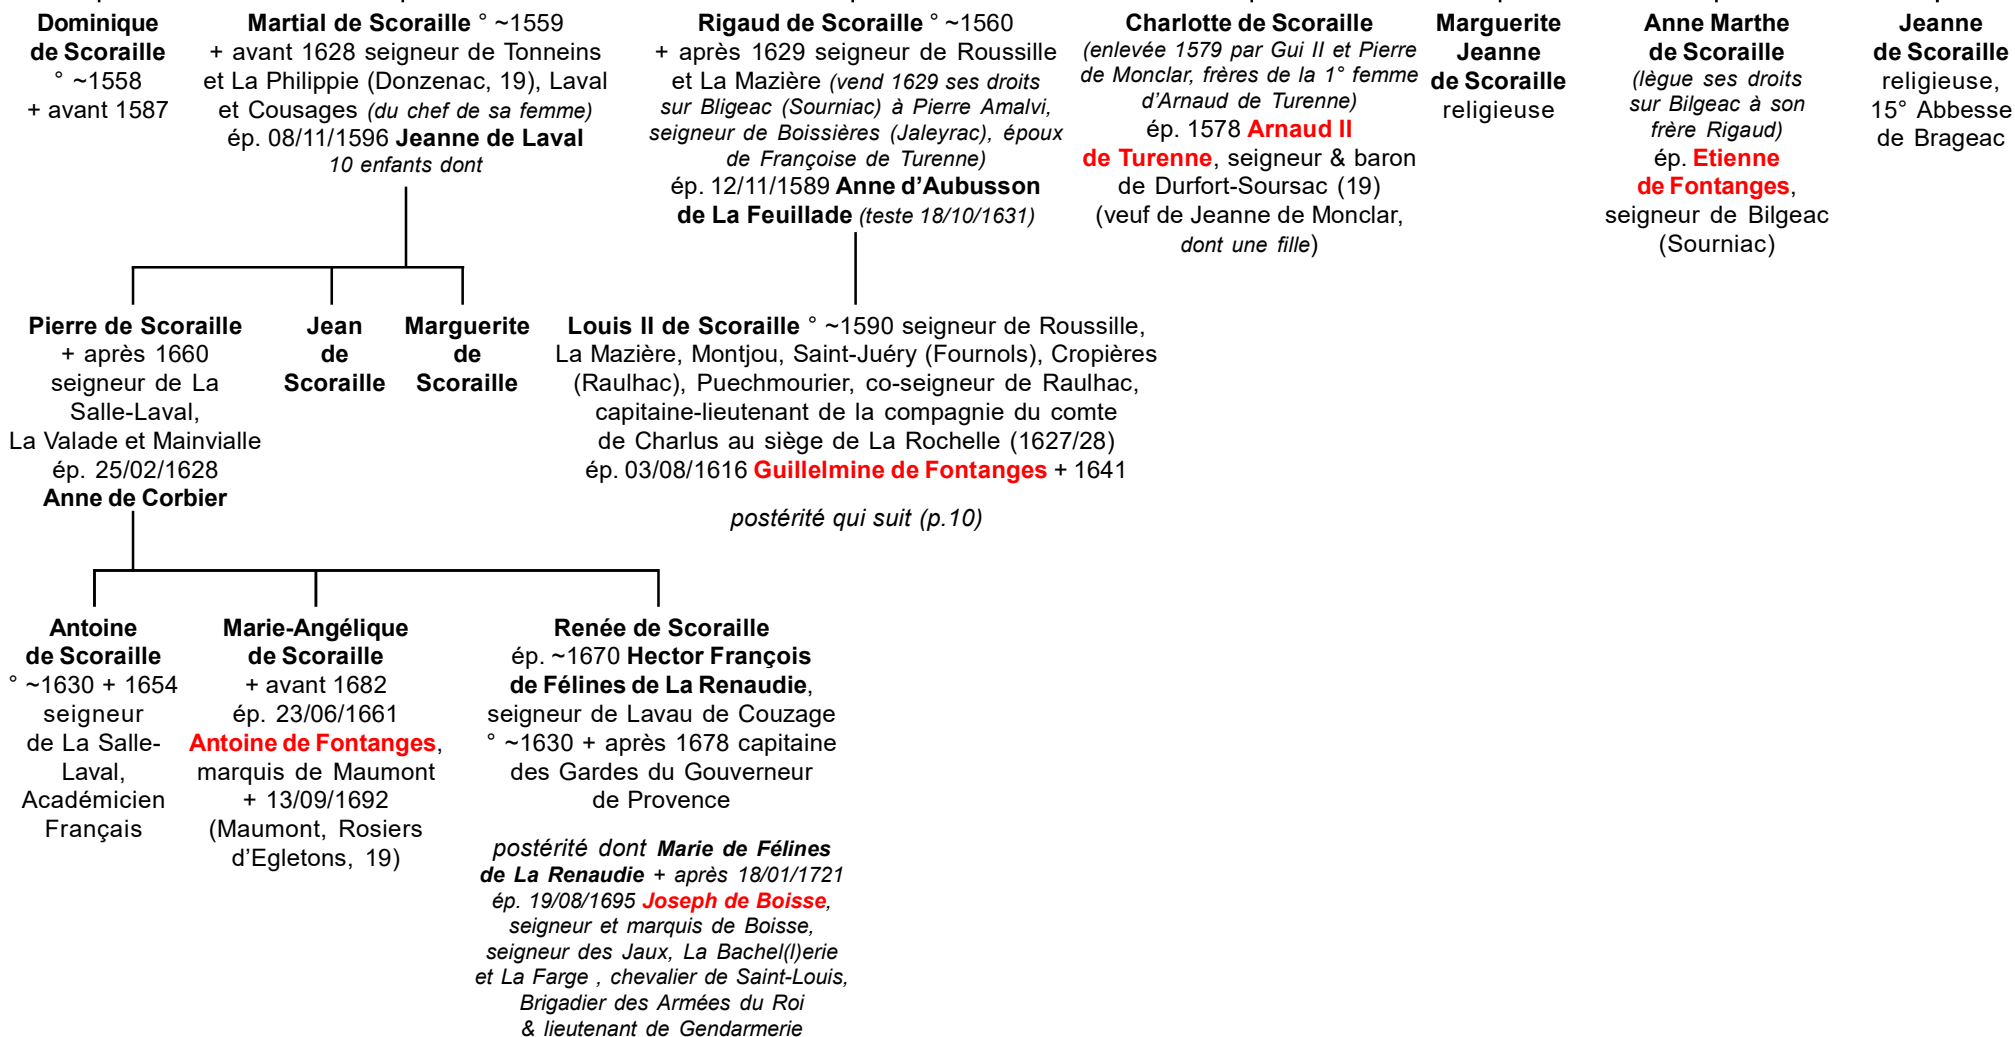 Dominique
de Scoraille
° ~1558
+ avant 1587
Martial de Scoraille ° ~1559
+ avant 1628 seigneur de Tonneins
et La Philippie (Donzenac, 19), Laval
et Cousages (du chef de sa femme)
ép. 08/11/1596 Jeanne de Laval
10 enfants dont
Rigaud de Scoraille ° ~1560
+ après 1629 seigneur de Roussille
et La Mazière (vend 1629 ses droits
sur Bligeac (Sourniac) à Pierre Amalvi,
seigneur de Boissières (Jaleyrac), époux
de Françoise de Turenne)
ép. 12/11/1589 Anne d’Aubusson
de La Feuillade (teste 18/10/1631)
Charlotte de Scoraille
(enlevée 1579 par Gui II et Pierre
de Monclar, frères de la 1° femme
d’Arnaud de Turenne)
ép. 1578 Arnaud II
de Turenne, seigneur & baron
de Durfort-Soursac (19)
(veuf de Jeanne de Monclar,
dont une fille)
Marguerite
Jeanne
de Scoraille
religieuse
Anne Marthe
de Scoraille
(lègue ses droits
sur Bilgeac à son
frère Rigaud)
ép. Etienne
de Fontanges,
seigneur de Bilgeac
(Sourniac)
Jeanne
de Scoraille
religieuse,
15° Abbesse
de Brageac
Pierre de Scoraille
+ après 1660
seigneur de La
Salle-Laval,
La Valade et Mainvialle
ép. 25/02/1628
Anne de Corbier
Jean
de
Scoraille
Marguerite
de
Scoraille
Louis II de Scoraille ° ~1590 seigneur de Roussille,
La Mazière, Montjou, Saint-Juéry (Fournols), Cropières
(Raulhac), Puechmourier, co-seigneur de Raulhac,
capitaine-lieutenant de la compagnie du comte
de Charlus au siège de La Rochelle (1627/28)
ép. 03/08/1616 Guillelmine de Fontanges + 1641
postérité qui suit (p.10)
Antoine
de Scoraille
° ~1630 + 1654
seigneur
de La Salle-
Laval,
Académicien
Français
Marie-Angélique
de Scoraille
+ avant 1682
ép. 23/06/1661
Antoine de Fontanges,
marquis de Maumont
+ 13/09/1692
(Maumont, Rosiers
d’Egletons, 19)
Renée de Scoraille
ép. ~1670 Hector François
de Félines de La Renaudie,
seigneur de Lavau de Couzage
° ~1630 + après 1678 capitaine
des Gardes du Gouverneur
de Provence
postérité dont Marie de Félines
de La Renaudie + après 18/01/1721
ép. 19/08/1695 Joseph de Boisse,
seigneur et marquis de Boisse,
seigneur des Jaux, La Bachel(l)erie
et La Farge , chevalier de Saint-Louis,
Brigadier des Armées du Roi
& lieutenant de Gendarmerie